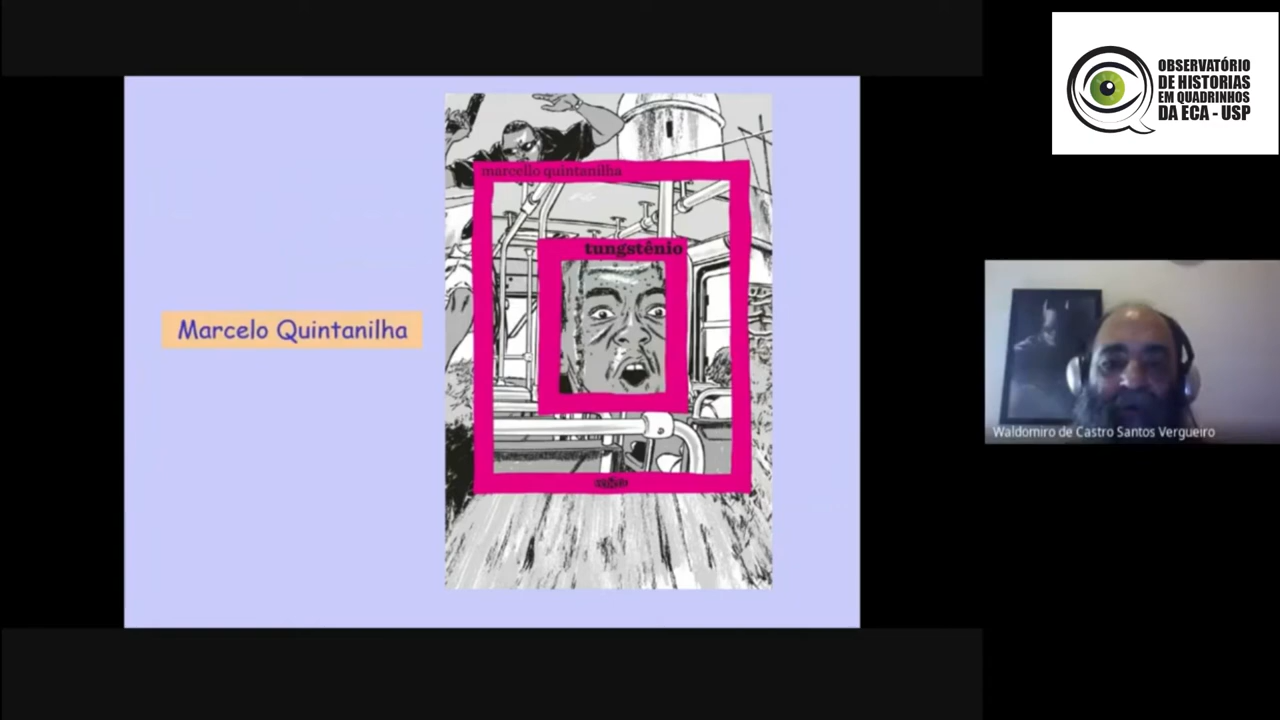 OBSERVATÓRIO
DE HISTORIAS
EM QUADRINHOS
DA ECA - USP
marcello quintanilha
tungstênio
Marcelo Quintanilha
Waldomiro de Castro Santos Vergueiro